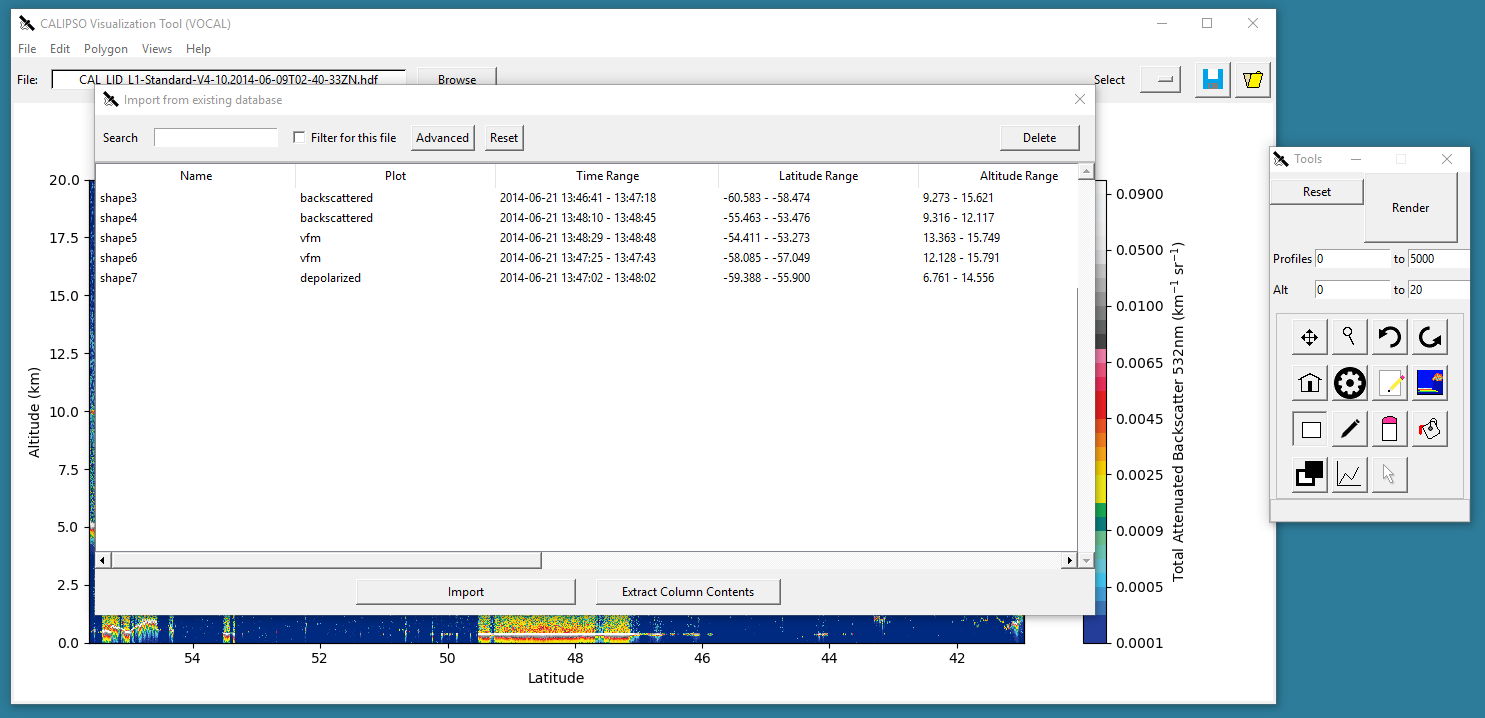 CALIPSO Visualization Tool (VOCAL)
File Edit Polygon Views Help
File: CAL_LID_L1-Standard-V4-10.2014-06-09T02-40-33ZN.hdf Browse Select
Import from existing database
Search Filter for this file Advanced Reset Delete
Name Plot Time Range Latitude Range Altitude Range
shape3 backscattered 2014-06-21 13:46:41 - 13:47:18 -60.583 - -58.474 9.273 - 15.621
shape4 backscattered 2014-06-21 13:48:10 - 13:48:45 -55.463 - -53.476 9.316 - 12.117
shape5 vfm 2014-06-21 13:48:29 - 13:48:48 -54.411 - -53.273 13.363 - 15.749
shape6 vfm 2014-06-21 13:47:25 - 13:47:43 -58.085 - -57.049 12.128 - 15.791
shape7 depolarized 2014-06-21 13:47:02 - 13:48:02 -59.388 - -55.900 6.761 - 14.556
Import Extract Column Contents
20.0
17.5
15.0
12.5
10.0
7.5
5.0
2.5
0.0
Altitude (km)
54 52 50 48 46 44 42
Latitude
0.0900
0.0500
0.0100
0.0065
0.0045
0.0025
0.0009
0.0005
0.0001
Total Attenuated Backscatter 532nm (km⁻¹ sr⁻¹)
Tools
Reset
Render
Profiles 0 to 5000
Alt 0 to 20